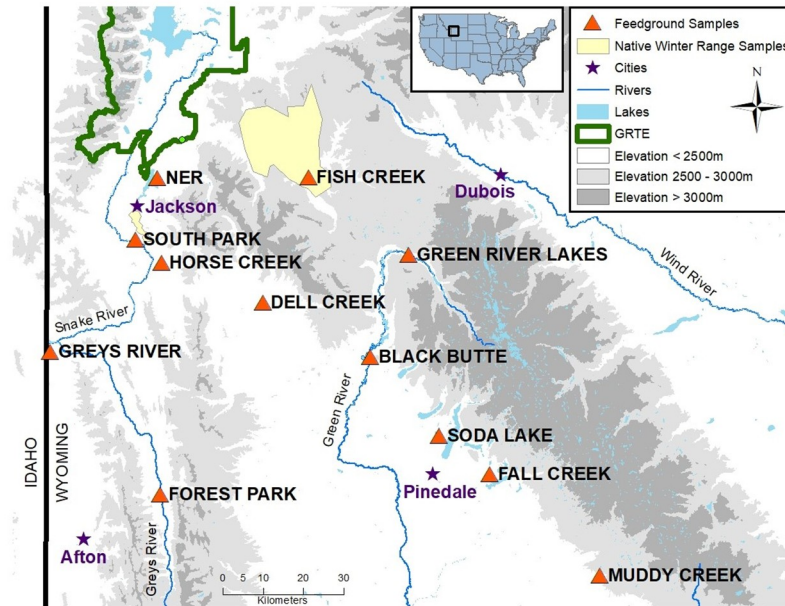 Feedground Samples
Native Winter Range Samples
Cities
Rivers
Lakes
GRTE
Elevation < 2500m
Elevation 2500 - 3000m
Elevation > 3000m
N
NER
FISH CREEK
Dubois
Jackson
SOUTH PARK
HORSE CREEK
GREEN RIVER LAKES
Wind River
DELL CREEK
Snake River
GREYS RIVER
BLACK BUTTE
Green River
SODA LAKE
FALL CREEK
Pinedale
IDAHO
WYOMING
FOREST PARK
Greys River
Afton
MUDDY CREEK
0 5 10 20 30
Kilometers